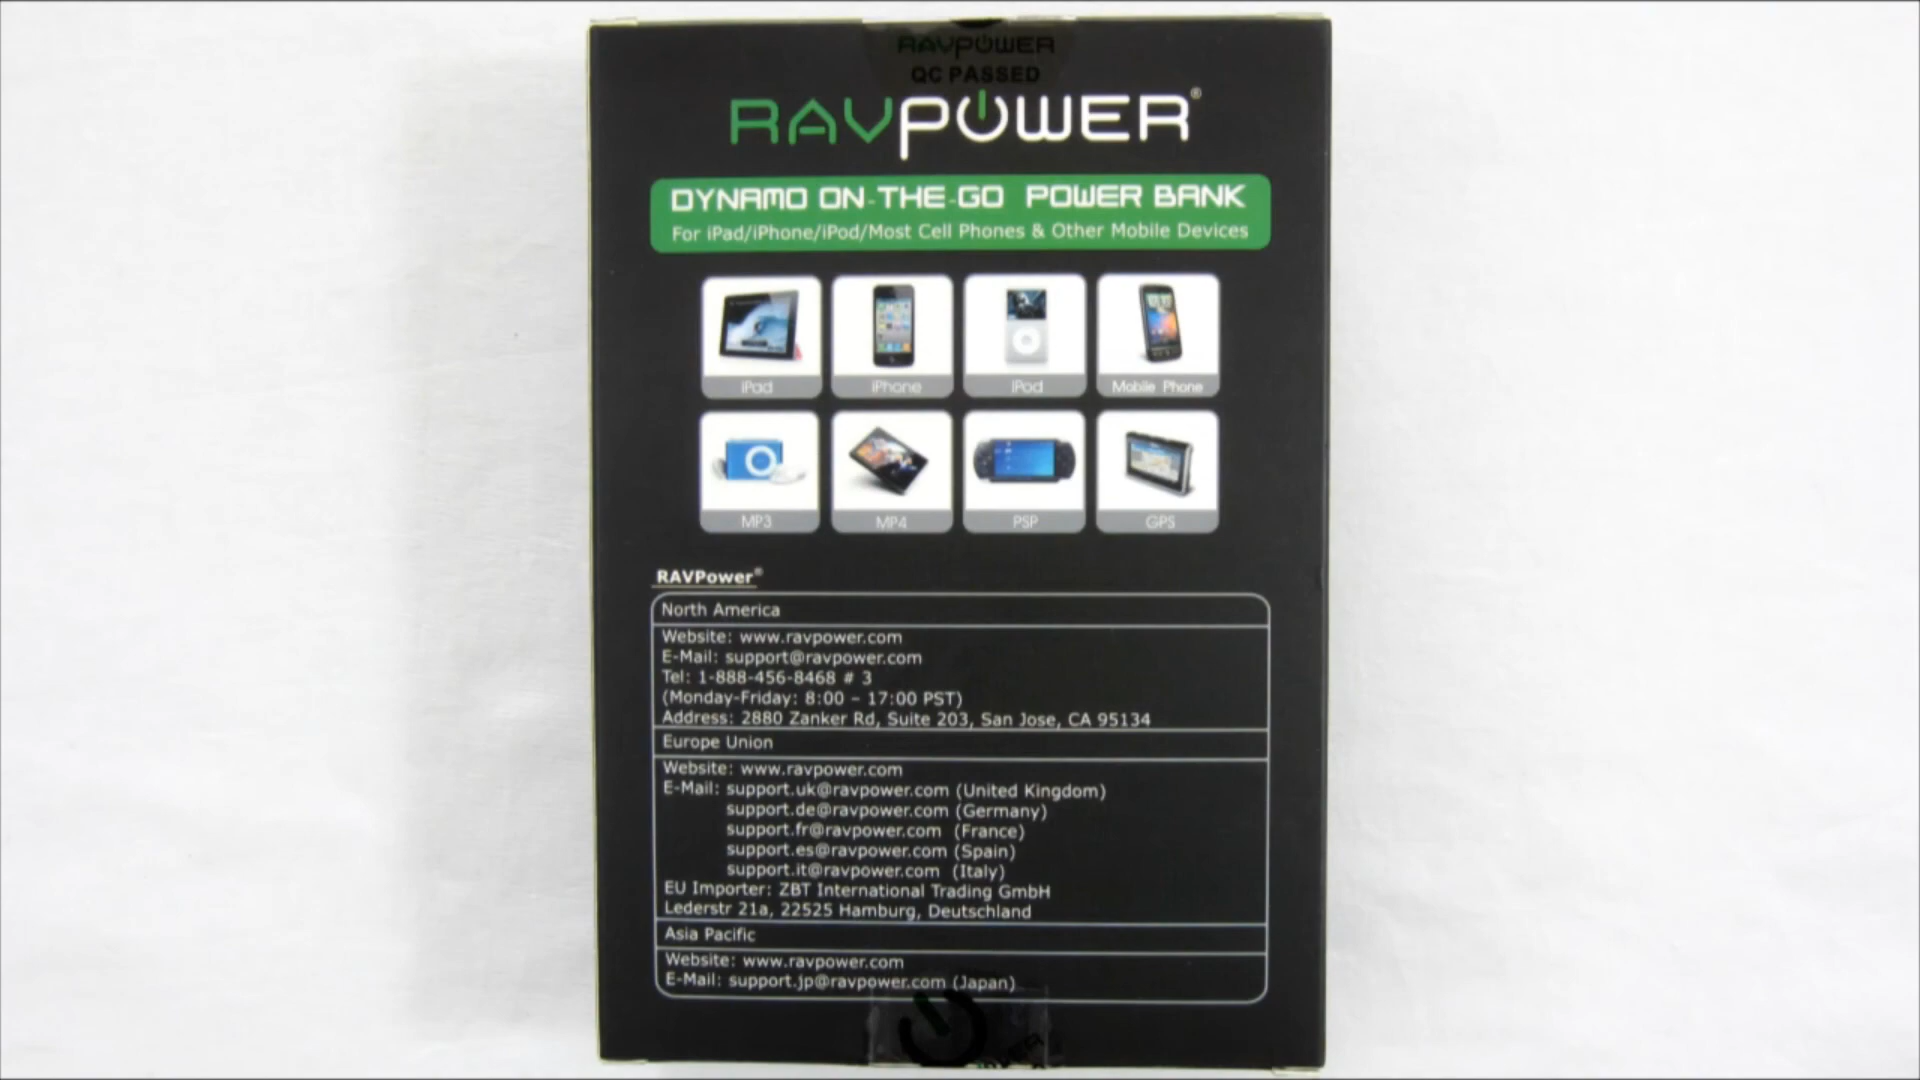 RAVPOWER
QC PASSED
RAVPOWER®
DYNAMO ON-THE-GO POWER BANK
For iPad/iPhone/iPod/Most Cell Phones & Other Mobile Devices
iPad
iPhone
iPod
Mobile Phone
MP3
MP4
PSP
GPS
RAVPower®
North America
Website: www.ravpower.com
E-Mail: support@ravpower.com
Tel: 1-888-456-8468 # 3
(Monday-Friday: 8:00 – 17:00 PST)
Address: 2880 Zanker Rd, Suite 203, San Jose, CA 95134
Europe Union
Website: www.ravpower.com
E-Mail: support.uk@ravpower.com (United Kingdom)
support.de@ravpower.com (Germany)
support.fr@ravpower.com (France)
support.es@ravpower.com (Spain)
support.it@ravpower.com (Italy)
EU Importer: ZBT International Trading GmbH
Lederstr 21a, 22525 Hamburg, Deutschland
Asia Pacific
Website: www.ravpower.com
E-Mail: support.jp@ravpower.com (Japan)